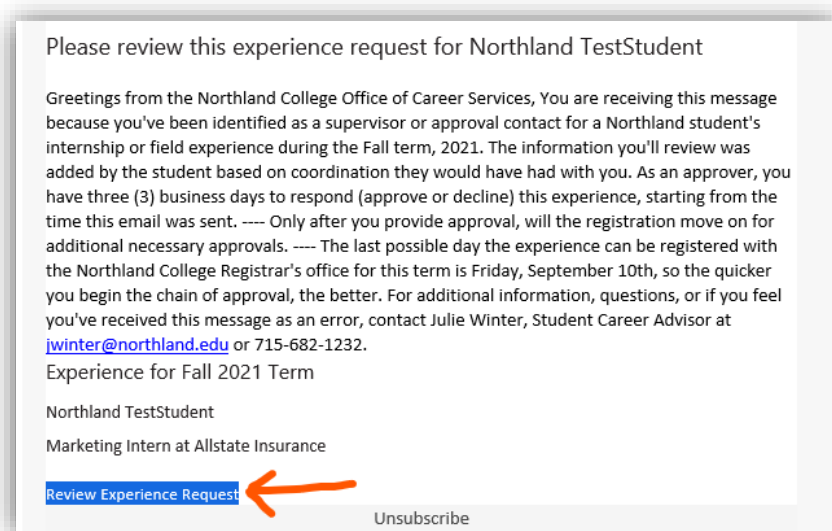 Please review this experience request for Northland TestStudent
Greetings from the Northland College Office of Career Services, You are receiving this message
because you've been identified as a supervisor or approval contact for a Northland student's
internship or field experience during the Fall term, 2021. The information you'll review was
added by the student based on coordination they would have had with you. As an approver, you
have three (3) business days to respond (approve or decline) this experience, starting from the
time this email was sent. ---- Only after you provide approval, will the registration move on for
additional necessary approvals. ---- The last possible day the experience can be registered with
the Northland College Registrar's office for this term is Friday, September 10th, so the quicker
you begin the chain of approval, the better. For additional information, questions, or if you feel
you've received this message as an error, contact Julie Winter, Student Career Advisor at
jwinter@northland.edu or 715-682-1232.
Experience for Fall 2021 Term
Northland TestStudent
Marketing Intern at Allstate Insurance
Review Experience Request
Unsubscribe